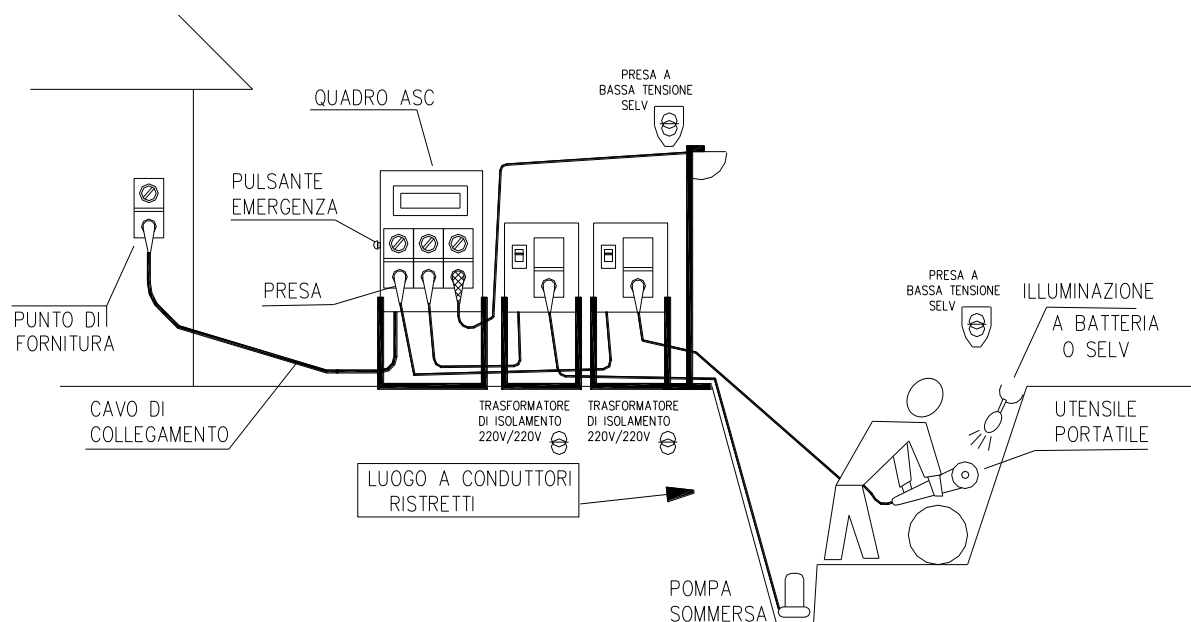 PRESA A
BASSA TENSIONE
SELV
QUADRO ASC
PULSANTE
EMERGENZA
PRESA
PUNTO DI
FORNITURA
PRESA A
BASSA TENSIONE
SELV
ILLUMINAZIONE
A BATTERIA
O SELV
CAVO DI
COLLEGAMENTO
TRASFORMATORE
DI ISOLAMENTO
220V/220V
TRASFORMATORE
DI ISOLAMENTO
220V/220V
UTENSILE
PORTATILE
LUOGO A CONDUTTORI
RISTRETTI
POMPA
SOMMERSA